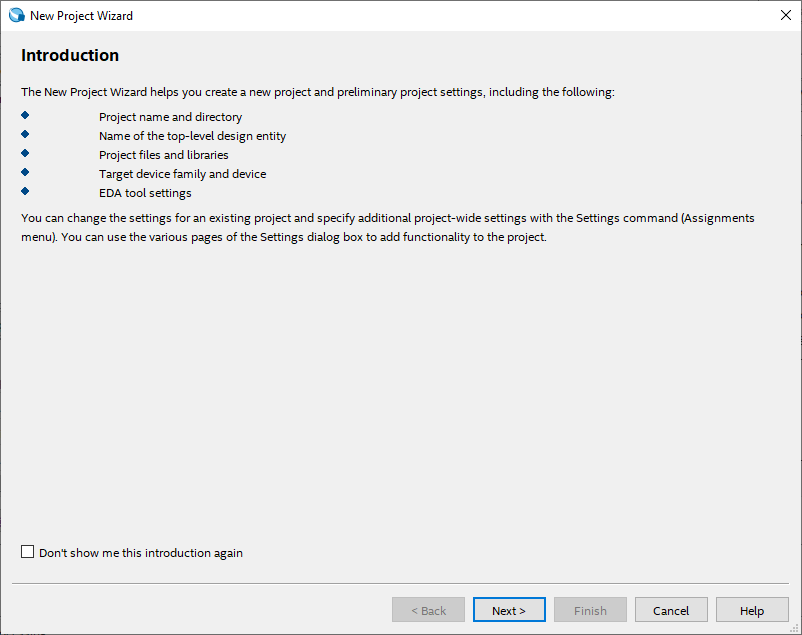 New Project Wizard
Introduction
The New Project Wizard helps you create a new project and preliminary project settings, including the following:
Project name and directory
Name of the top-level design entity
Project files and libraries
Target device family and device
EDA tool settings
You can change the settings for an existing project and specify additional project-wide settings with the Settings command (Assignments
menu). You can use the various pages of the Settings dialog box to add functionality to the project.
Don't show me this introduction again
< Back Next > Finish Cancel Help